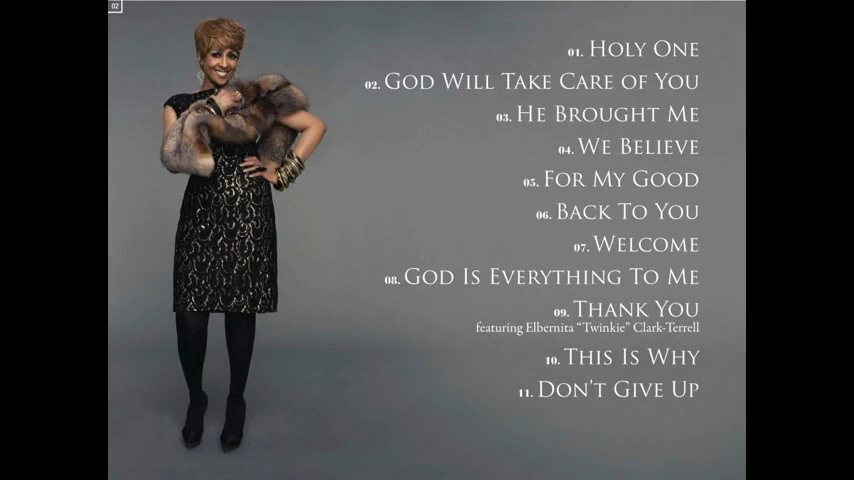 02
01. HOLY ONE
02. GOD WILL TAKE CARE OF YOU
03. HE BROUGHT ME
04. WE BELIEVE
05. FOR MY GOOD
06. BACK TO YOU
07. WELCOME
08. GOD IS EVERYTHING TO ME
09. THANK YOU
featuring Elbernita “Twinkie” Clark-Terrell
10. THIS IS WHY
11. DON’T GIVE UP